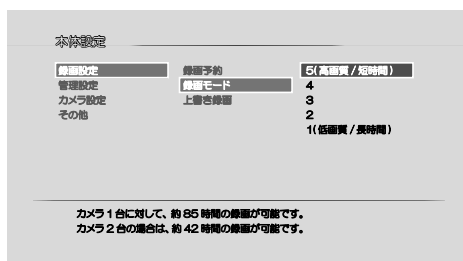 本体設定
録画設定
管理設定
カメラ設定
その他
録画予約
録画モード
上書き録画
5(高画質 / 短時間)
4
3
2
1(低画質 / 長時間)
カメラ 1 台に対して、約 85 時間の録画が可能です。
カメラ 2 台の場合は、約 42 時間の録画が可能です。